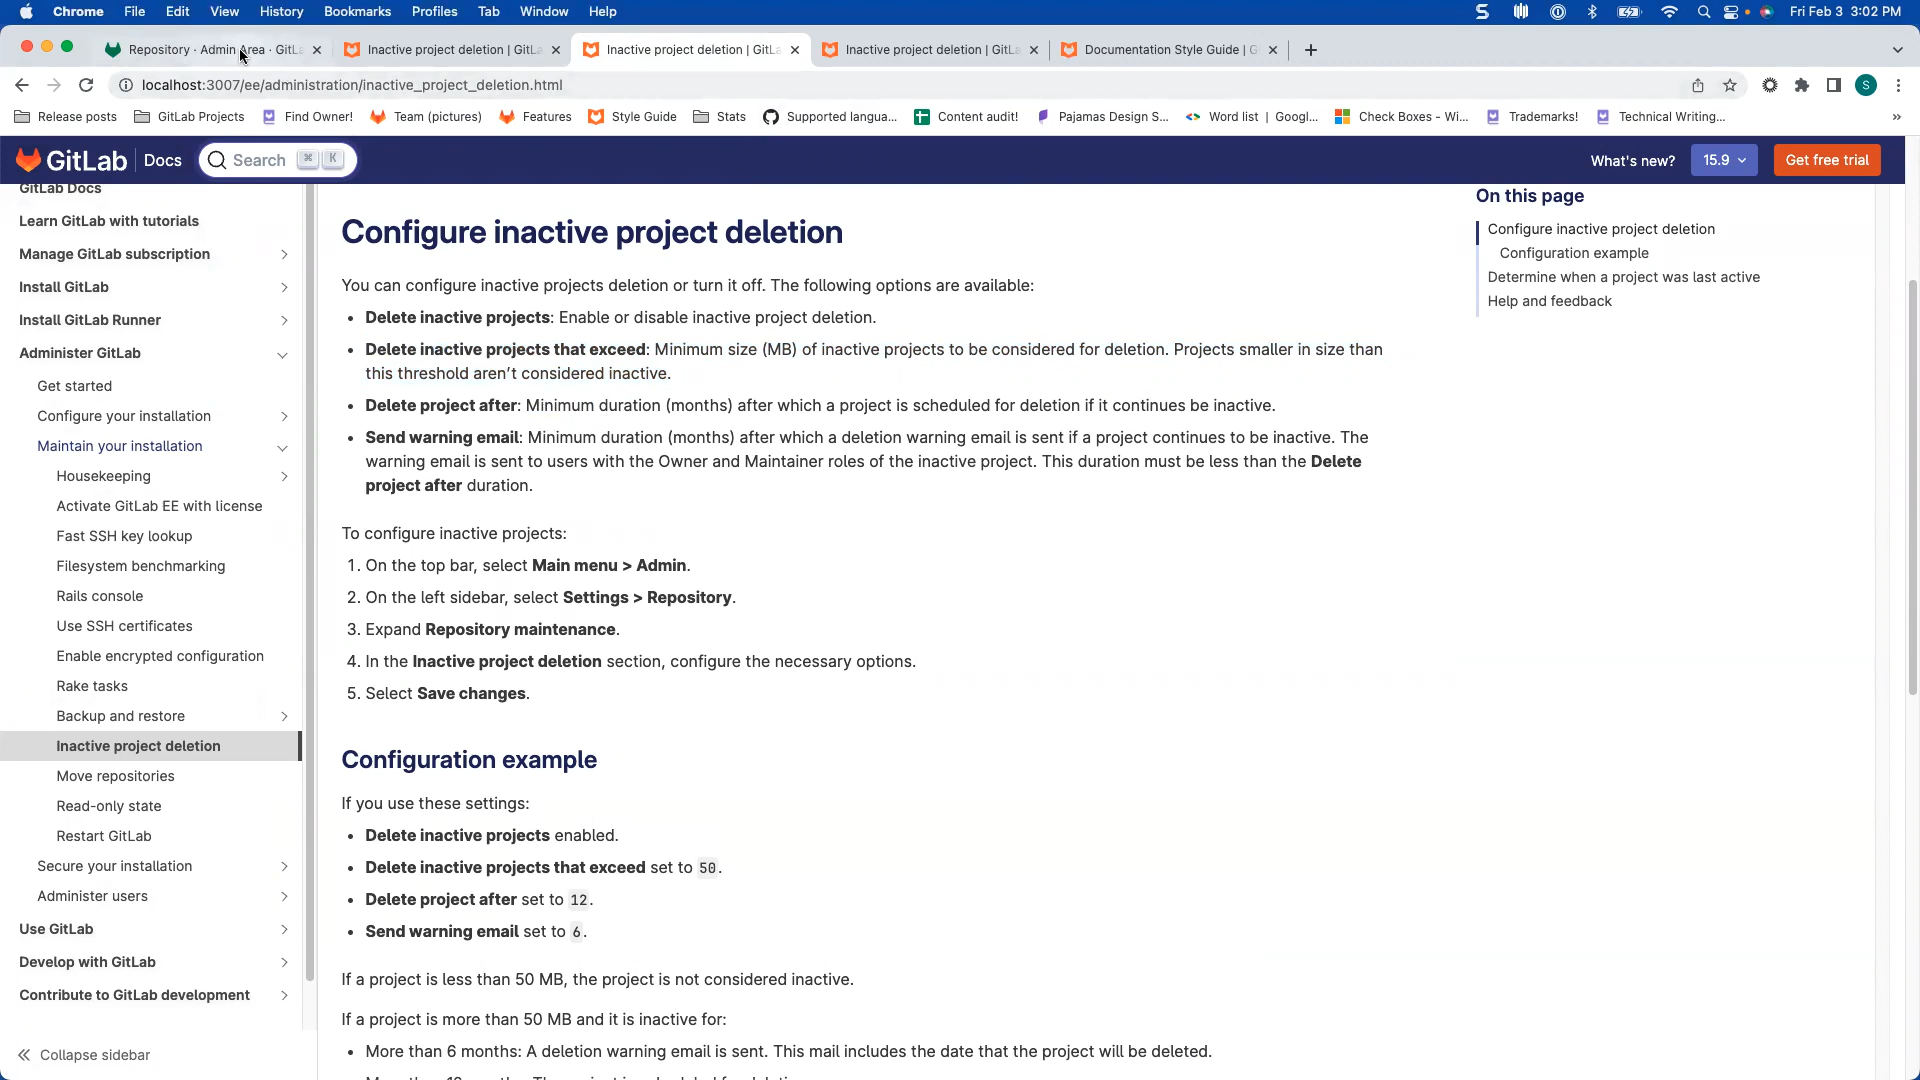 Chrome File Edit View History Bookmarks Profiles Tab Window Help Fri Feb 3 3:02 PM
Repository · Admin Area · GitLa Inactive project deletion | GitLa Inactive project deletion | GitLa Inactive project deletion | GitLa Documentation Style Guide | G
localhost:3007/ee/administration/inactive_project_deletion.html S
Release posts GitLab Projects Find Owner! Team (pictures) Features Style Guide Stats Supported langua... Content audit! Pajamas Design S... Word list | Googl... Check Boxes - Wi... Trademarks! Technical Writing... »
GitLab Docs Search ⌘ K What's new? 15.9 Get free trial
GitLab Docs
Learn GitLab with tutorials
Manage GitLab subscription
Install GitLab
Install GitLab Runner
Administer GitLab
Get started
Configure your installation
Maintain your installation
Housekeeping
Activate GitLab EE with license
Fast SSH key lookup
Filesystem benchmarking
Rails console
Use SSH certificates
Enable encrypted configuration
Rake tasks
Backup and restore
Inactive project deletion
Move repositories
Read-only state
Restart GitLab
Secure your installation
Administer users
Use GitLab
Develop with GitLab
Contribute to GitLab development
Collapse sidebar
Configure inactive project deletion
You can configure inactive projects deletion or turn it off. The following options are available:
• Delete inactive projects: Enable or disable inactive project deletion.
• Delete inactive projects that exceed: Minimum size (MB) of inactive projects to be considered for deletion. Projects smaller in size than
this threshold aren’t considered inactive.
• Delete project after: Minimum duration (months) after which a project is scheduled for deletion if it continues be inactive.
• Send warning email: Minimum duration (months) after which a deletion warning email is sent if a project continues to be inactive. The
warning email is sent to users with the Owner and Maintainer roles of the inactive project. This duration must be less than the Delete
project after duration.
To configure inactive projects:
1. On the top bar, select Main menu > Admin.
2. On the left sidebar, select Settings > Repository.
3. Expand Repository maintenance.
4. In the Inactive project deletion section, configure the necessary options.
5. Select Save changes.
Configuration example
If you use these settings:
• Delete inactive projects enabled.
• Delete inactive projects that exceed set to 50.
• Delete project after set to 12.
• Send warning email set to 6.
If a project is less than 50 MB, the project is not considered inactive.
If a project is more than 50 MB and it is inactive for:
• More than 6 months: A deletion warning email is sent. This mail includes the date that the project will be deleted.
On this page
Configure inactive project deletion
Configuration example
Determine when a project was last active
Help and feedback